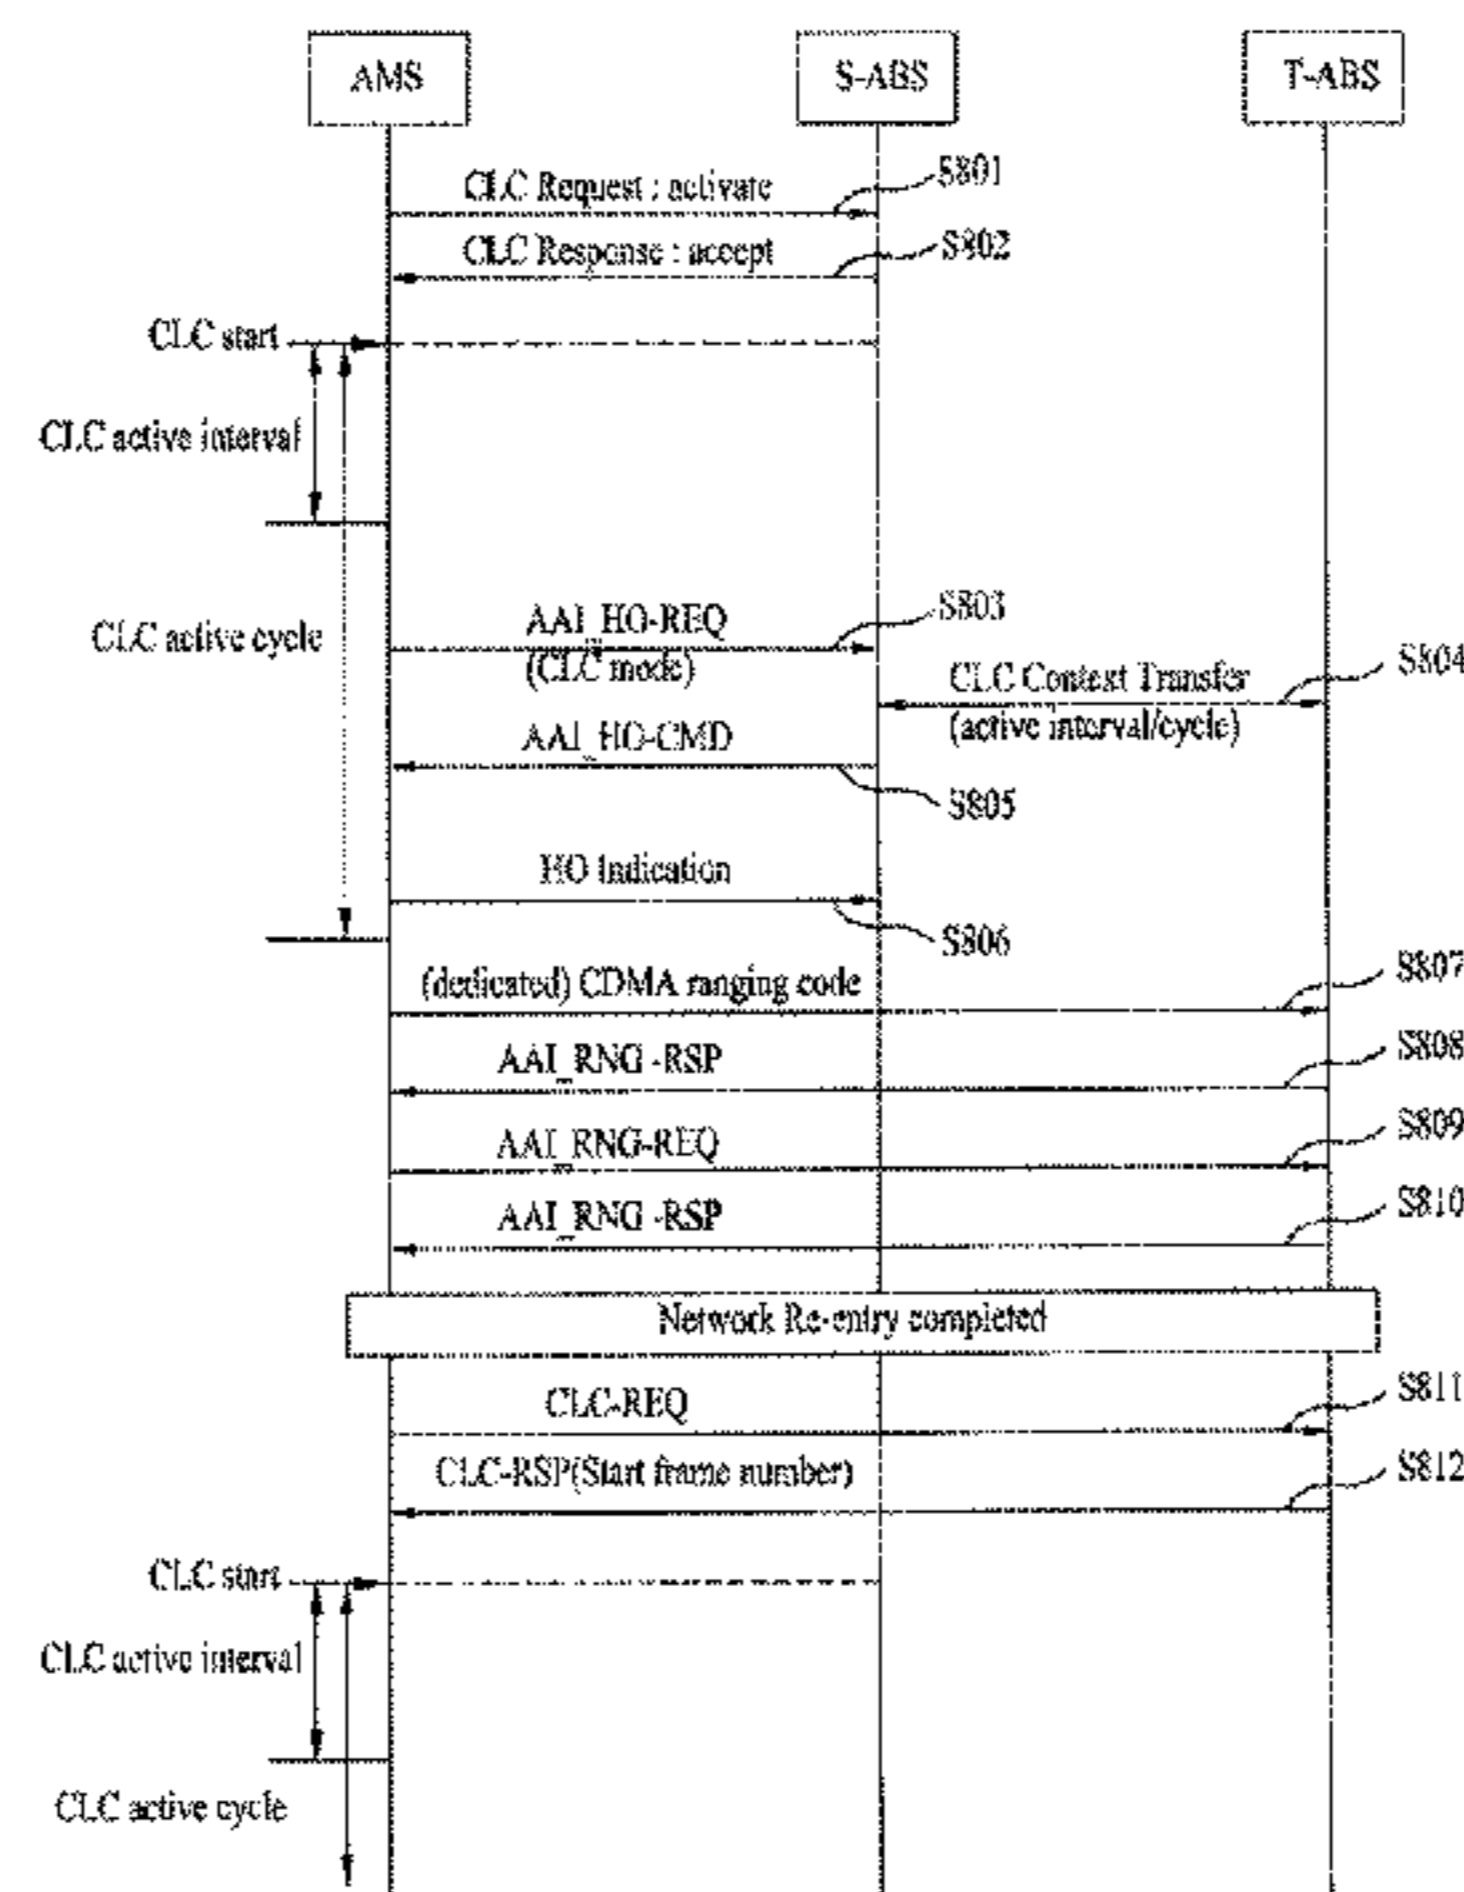 AMS
S-ABS
T-ABS
CLC Request : activate
S801
CLC Response : accept
S802
CLC start
CLC active interval
CLC active cycle
AAI_HO-REQ
(CLC mode)
S803
CLC Context Transfer
(active interval/cycle)
S804
AAI_HO-CMD
S805
HO Indication
S806
(dedicated) CDMA ranging code
S807
AAI_RNG -RSP
S808
AAI_RNG-REQ
S809
AAI_RNG -RSP
S810
Network Re-entry completed
CLC-REQ
S811
CLC-RSP(Start frame number)
S812
CLC start
CLC active interval
CLC active cycle